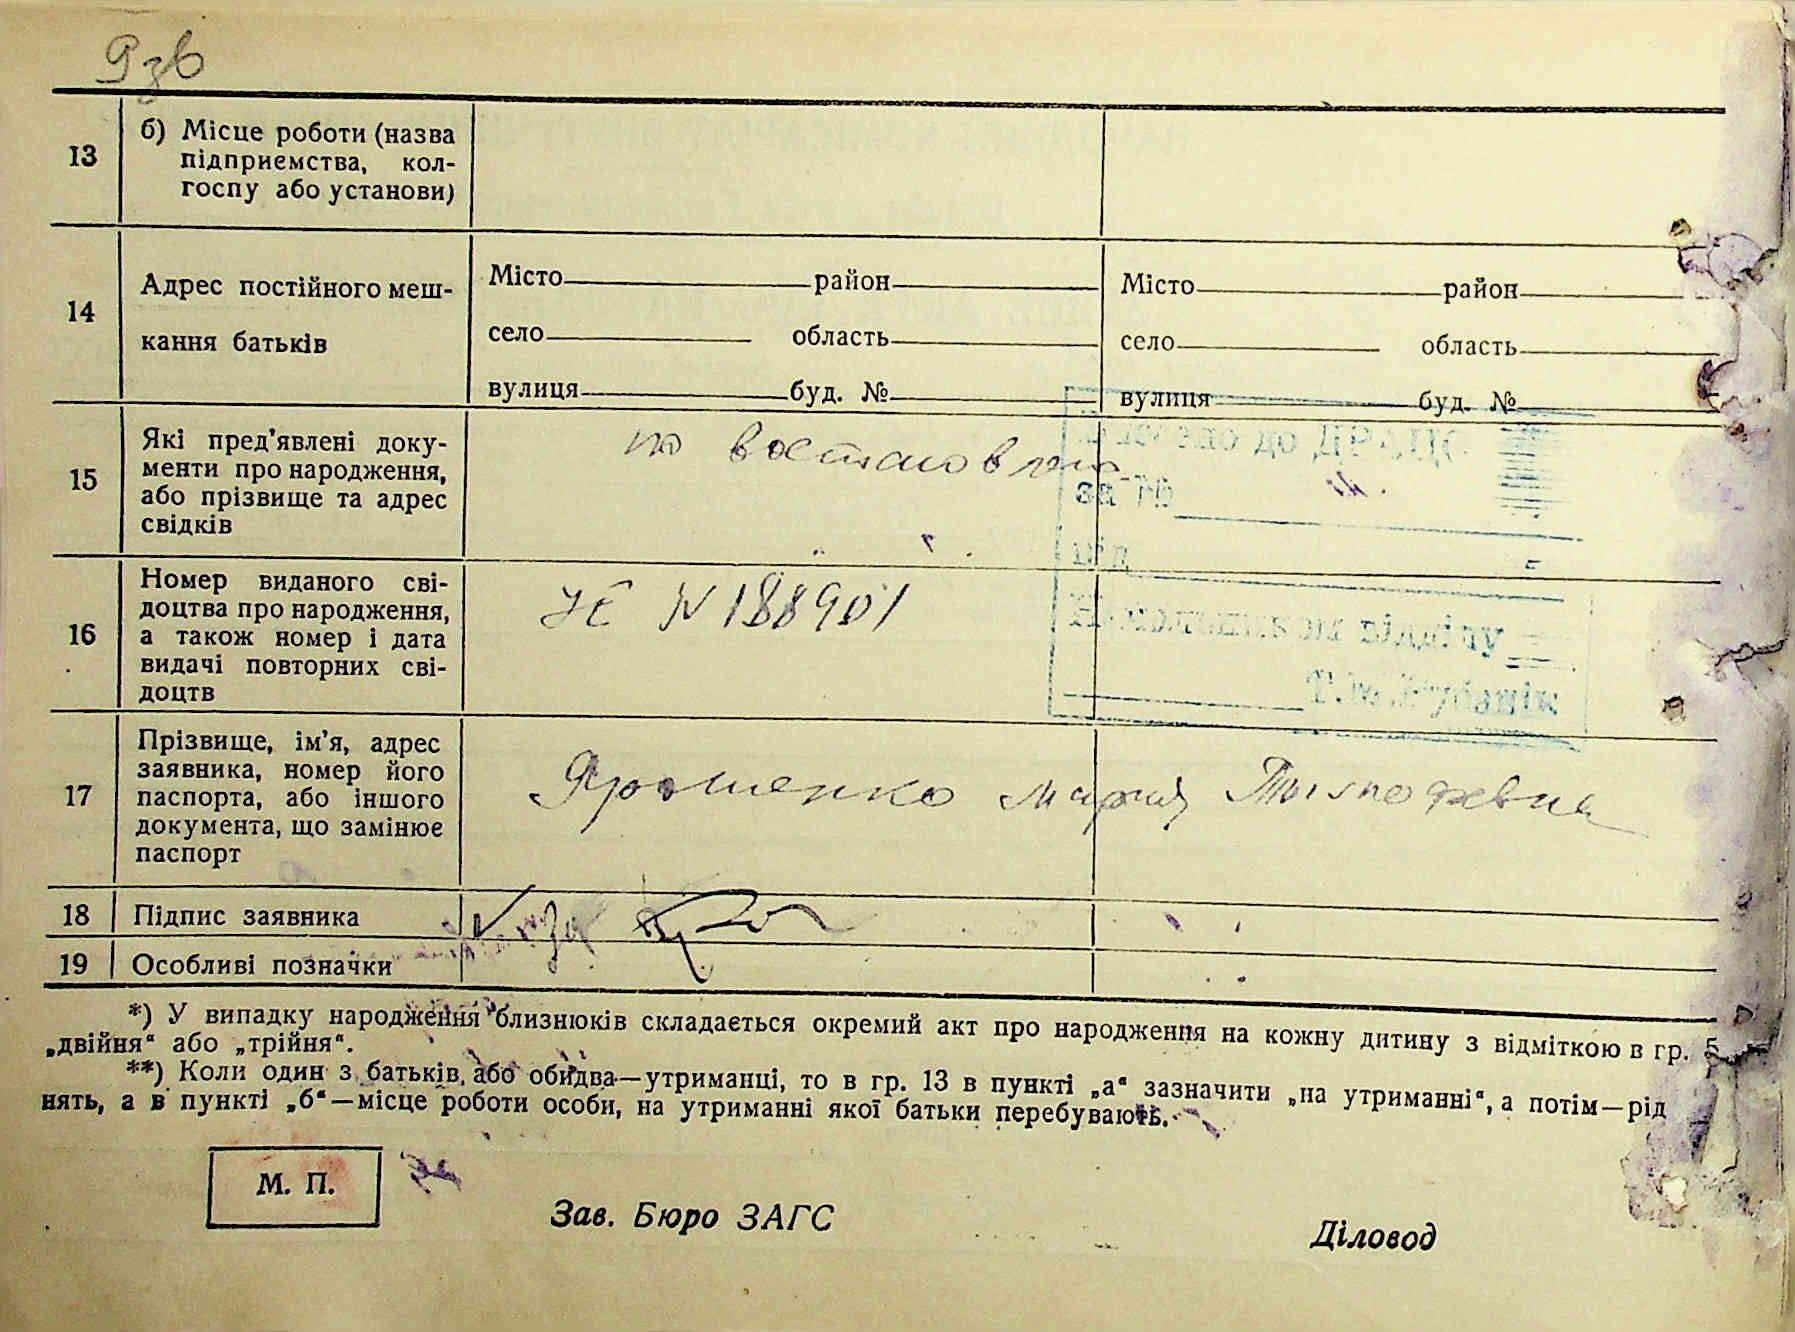 13
б) Місце роботи (назва
підприємства, кол-
госпу або установи)
14
Адрес постійного меш-
кання батьків
Місто район
село область
вулиця буд. №
Місто район
село область
вулиця буд. №
15
Які пред'явлені доку-
менти про народження,
або прізвище та адрес
свідків
по
16
Номер виданого сві-
доцтва про народження,
а також номер і дата
видачі повторних сві-
доцтв
N 188901
за №
від
відділу
17
Прізвище, ім'я, адрес
заявника, номер його
паспорта, або іншого
документа, що замінює
паспорт
Ярошенко Мария
18 Підпис заявника
19 Особливі позначки
*) У випадку народження близнюків складається окремий акт про народження на кожну дитину з відміткою в гр. 5
„двійня“ або „трійня“.
**) Коли один з батьків, або обидва—утриманці, то в гр. 13 в пункті „а“ зазначити „на утриманні“, а потім—рід
нять, а в пункті „б“—місце роботи особи, на утриманні якої батьки перебувають.
М. П.
Зав. Бюро ЗАГС
Діловод